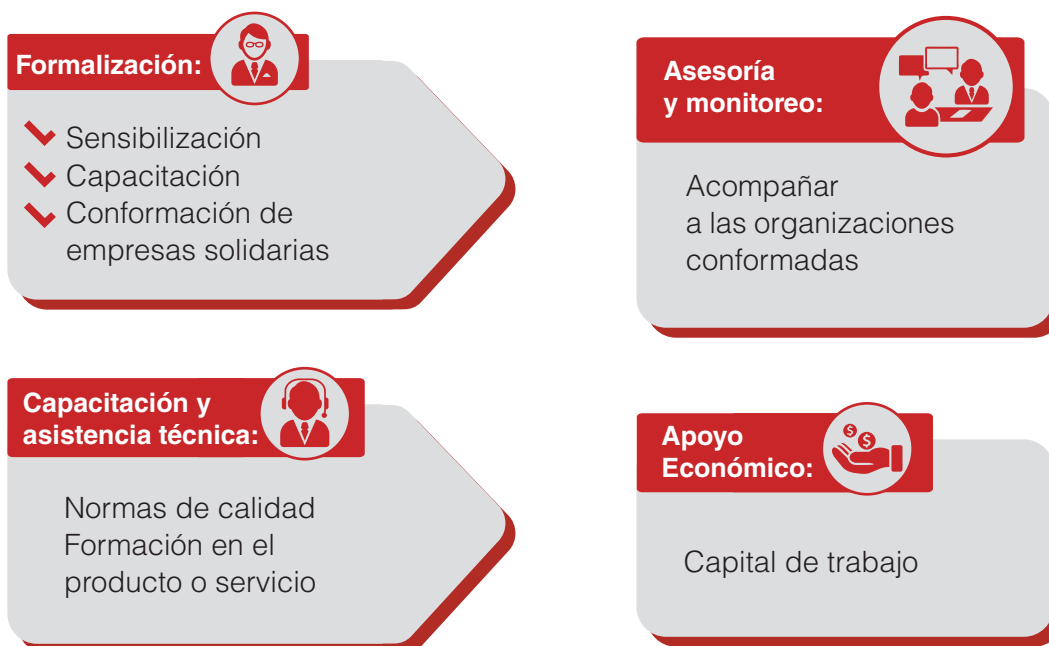 Formalización:
Sensibilización
Capacitación
Conformación de
empresas solidarias
Asesoría
y monitoreo:
Acompañar
a las organizaciones
conformadas
Capacitación y
asistencia técnica:
Normas de calidad
Formación en el
producto o servicio
Apoyo
Económico:
Capital de trabajo